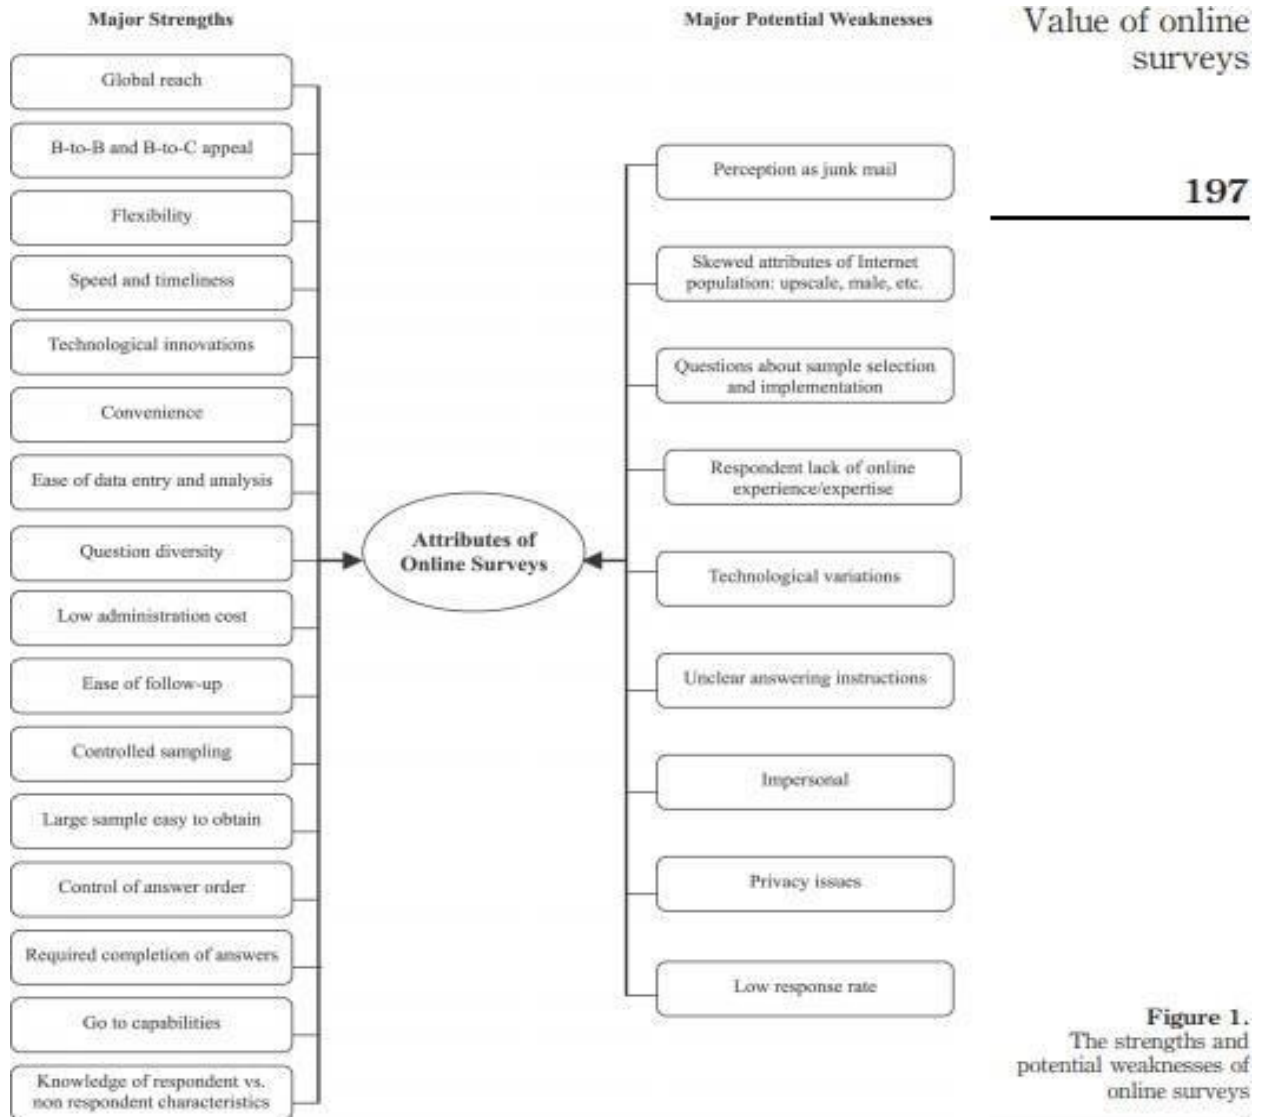 Major Strengths
Global reach
B-to-B and B-to-C appeal
Flexibility
Speed and timeliness
Technological innovations
Convenience
Ease of data entry and analysis
Question diversity
Low administration cost
Ease of follow-up
Controlled sampling
Large sample easy to obtain
Control of answer order
Required completion of answers
Go to capabilities
Knowledge of respondent vs.
non respondent characteristics
Attributes of
Online Surveys
Major Potential Weaknesses
Perception as junk mail
Skewed attributes of Internet
population: upscale, male, etc.
Questions about sample selection
and implementation
Respondent lack of online
experience/expertise
Technological variations
Unclear answering instructions
Impersonal
Privacy issues
Low response rate
Value of online
surveys
197
Figure 1.
The strengths and
potential weaknesses of
online surveys